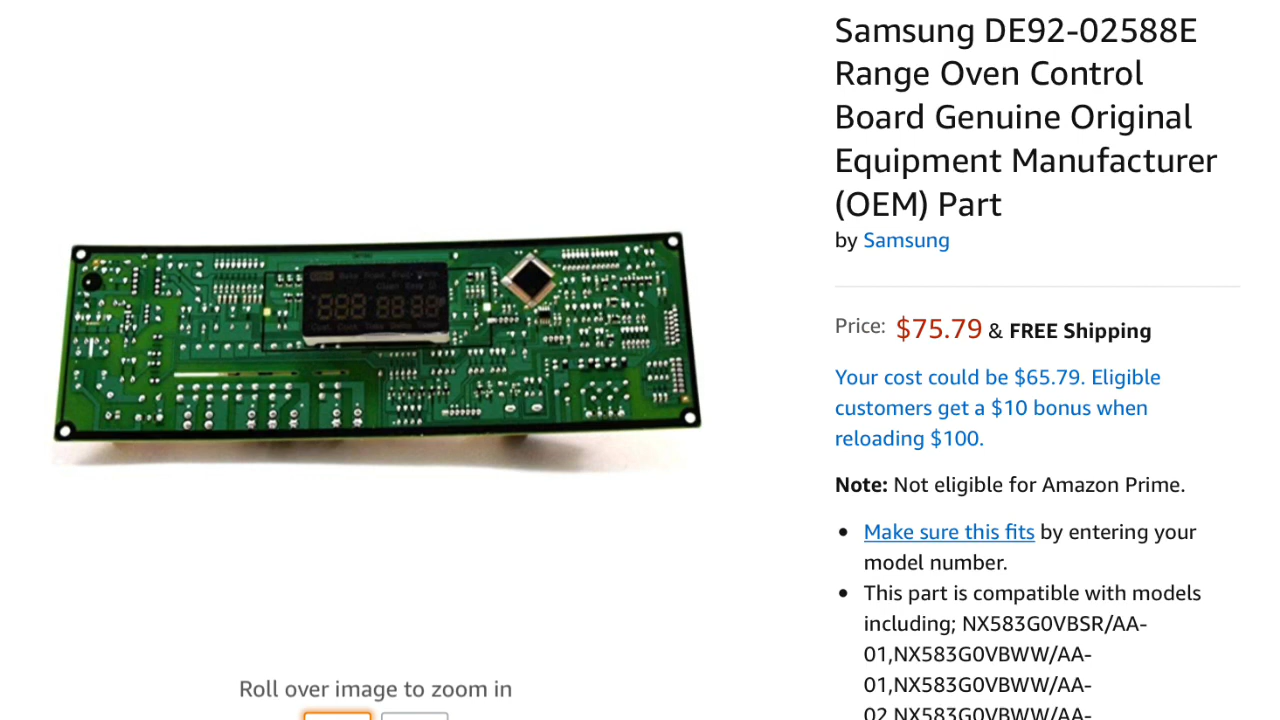 Samsung DE92-02588E
Range Oven Control
Board Genuine Original
Equipment Manufacturer
(OEM) Part
by Samsung
Price: $75.79 & FREE Shipping
Your cost could be $65.79. Eligible
customers get a $10 bonus when
reloading $100.
Note: Not eligible for Amazon Prime.
Make sure this fits by entering your
model number.
This part is compatible with models
including; NX583G0VBSR/AA-
01,NX583G0VBWW/AA-
01,NX583G0VBWW/AA-
02,NX583G0VBWW/AA-
Roll over image to zoom in